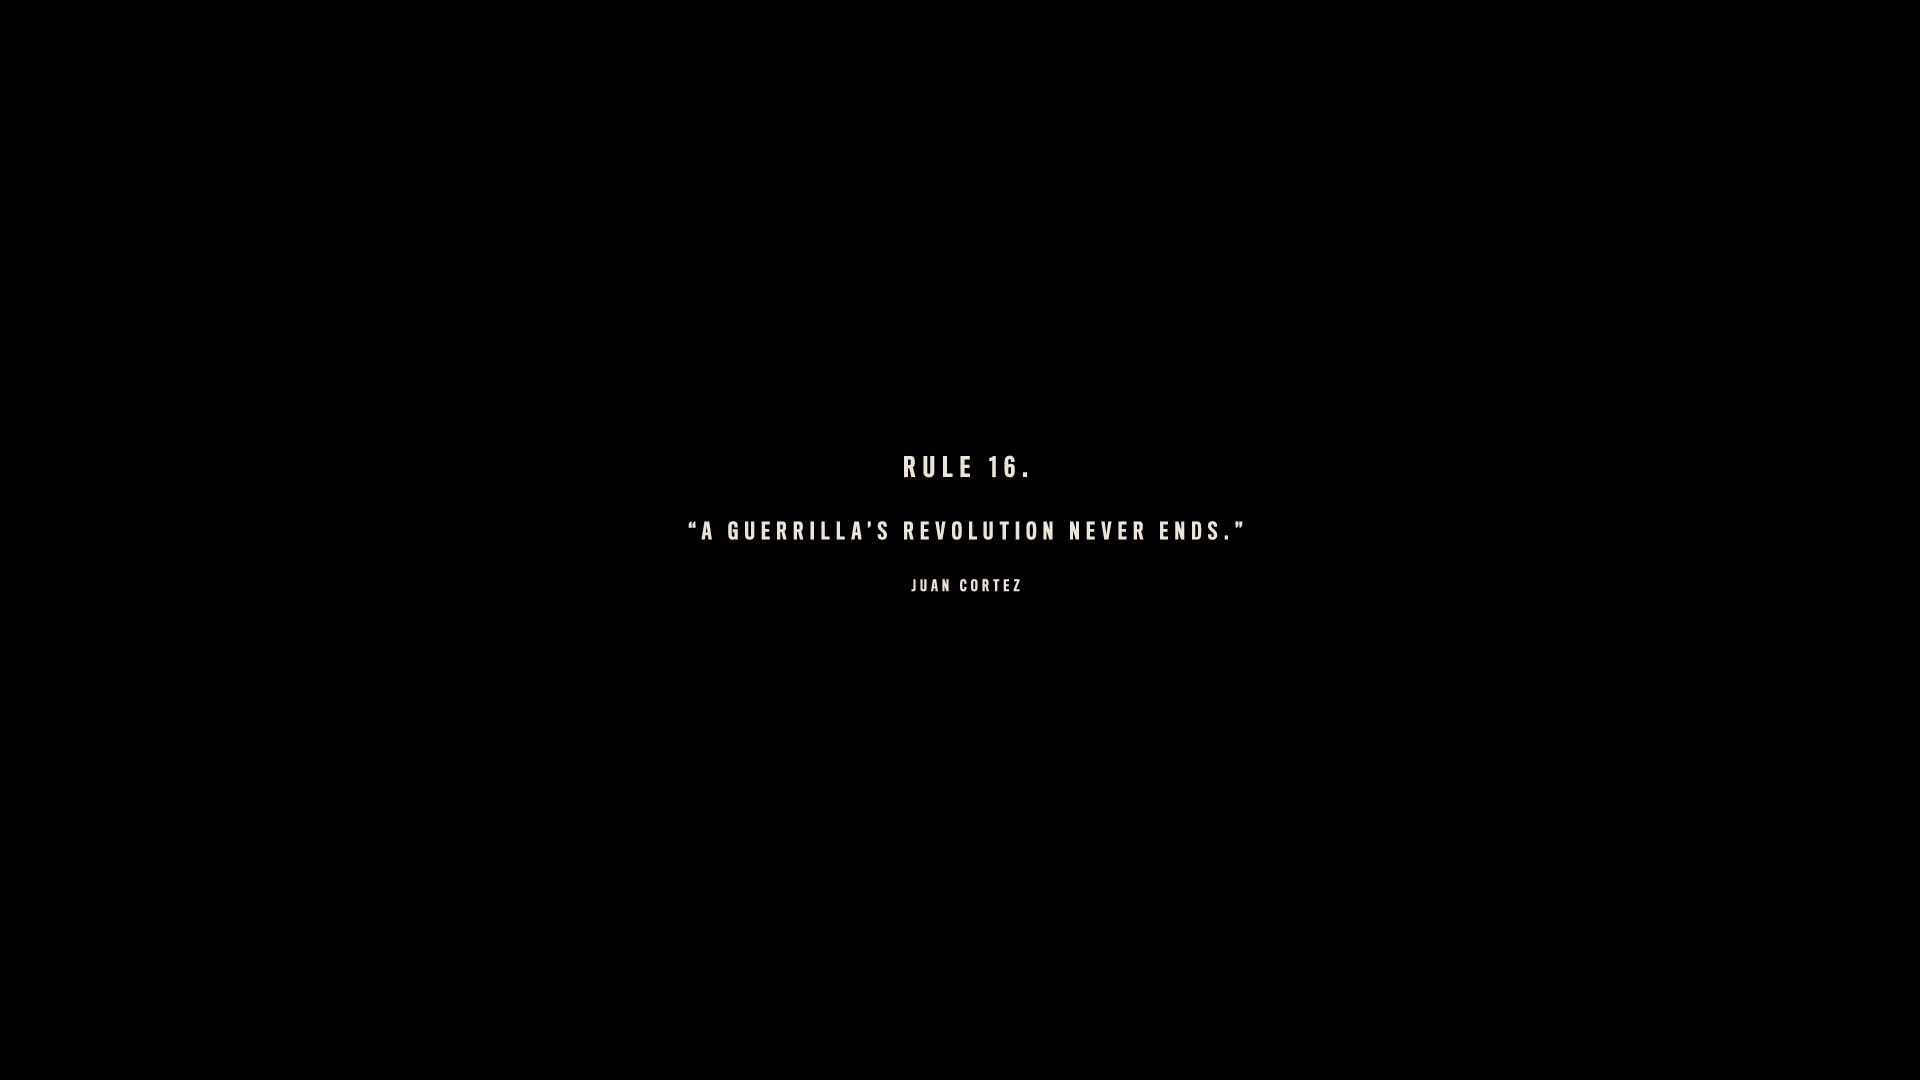 RULE 16.
“A GUERRILLA’S REVOLUTION NEVER ENDS.”
JUAN CORTEZ